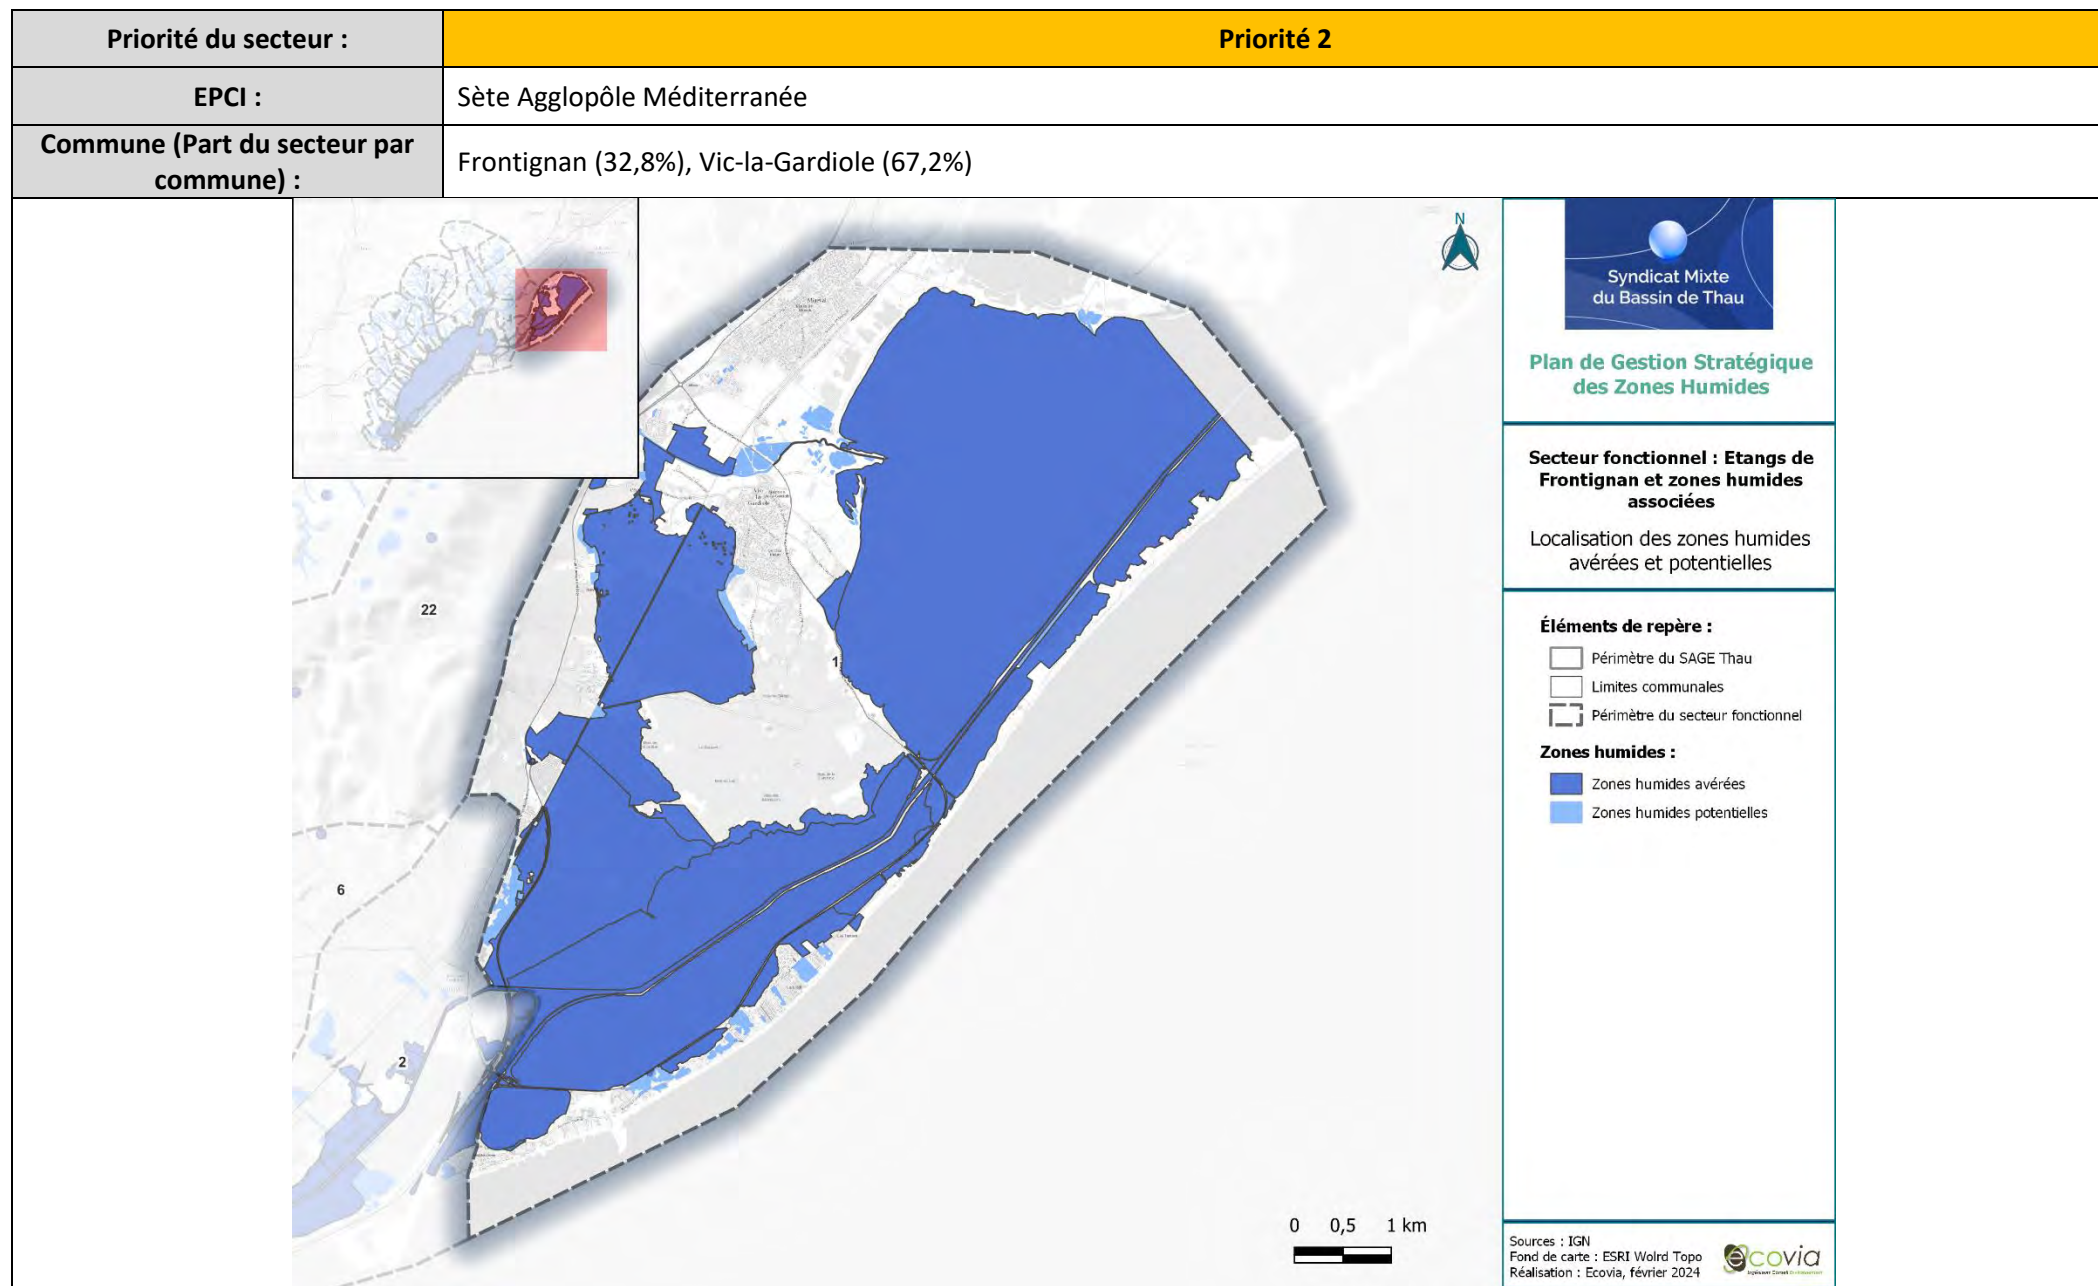 Priorité du secteur :
Priorité 2
EPCI :
Sète Agglopôle Méditerranée
Commune (Part du secteur par
commune) :
Frontignan (32,8%), Vic-la-Gardiole (67,2%)
N
22
1
6
2
0 0,5 1 km
Syndicat Mixte
du Bassin de Thau
Plan de Gestion Stratégique
des Zones Humides
Secteur fonctionnel : Etangs de
Frontignan et zones humides
associées
Localisation des zones humides
avérées et potentielles
Éléments de repère :
Périmètre du SAGE Thau
Limites communales
Périmètre du secteur fonctionnel
Zones humides :
Zones humides avérées
Zones humides potentielles
Sources : IGN
Fond de carte : ESRI Wolrd Topo
Réalisation : Ecovia, février 2024
ecovia